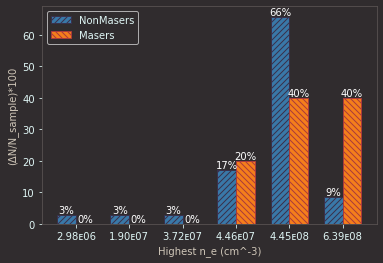 NonMasers
Masers
(ΔN/N_sample)*100
60
50
40
30
20
10
0
3%
0%
3%
0%
3%
0%
17%
20%
66%
40%
9%
40%
2.98e06
1.90e07
3.72e07
4.46e07
4.45e08
6.39e08
Highest n_e (cm^-3)